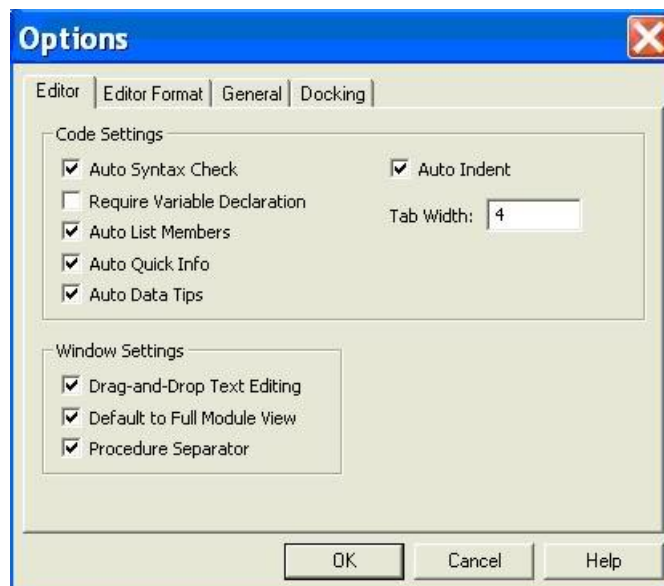 Options
Editor Editor Format General Docking
Code Settings
Auto Syntax Check Auto Indent
Require Variable Declaration
Auto List Members Tab Width: 4
Auto Quick Info
Auto Data Tips
Window Settings
Drag-and-Drop Text Editing
Default to Full Module View
Procedure Separator
OK Cancel Help